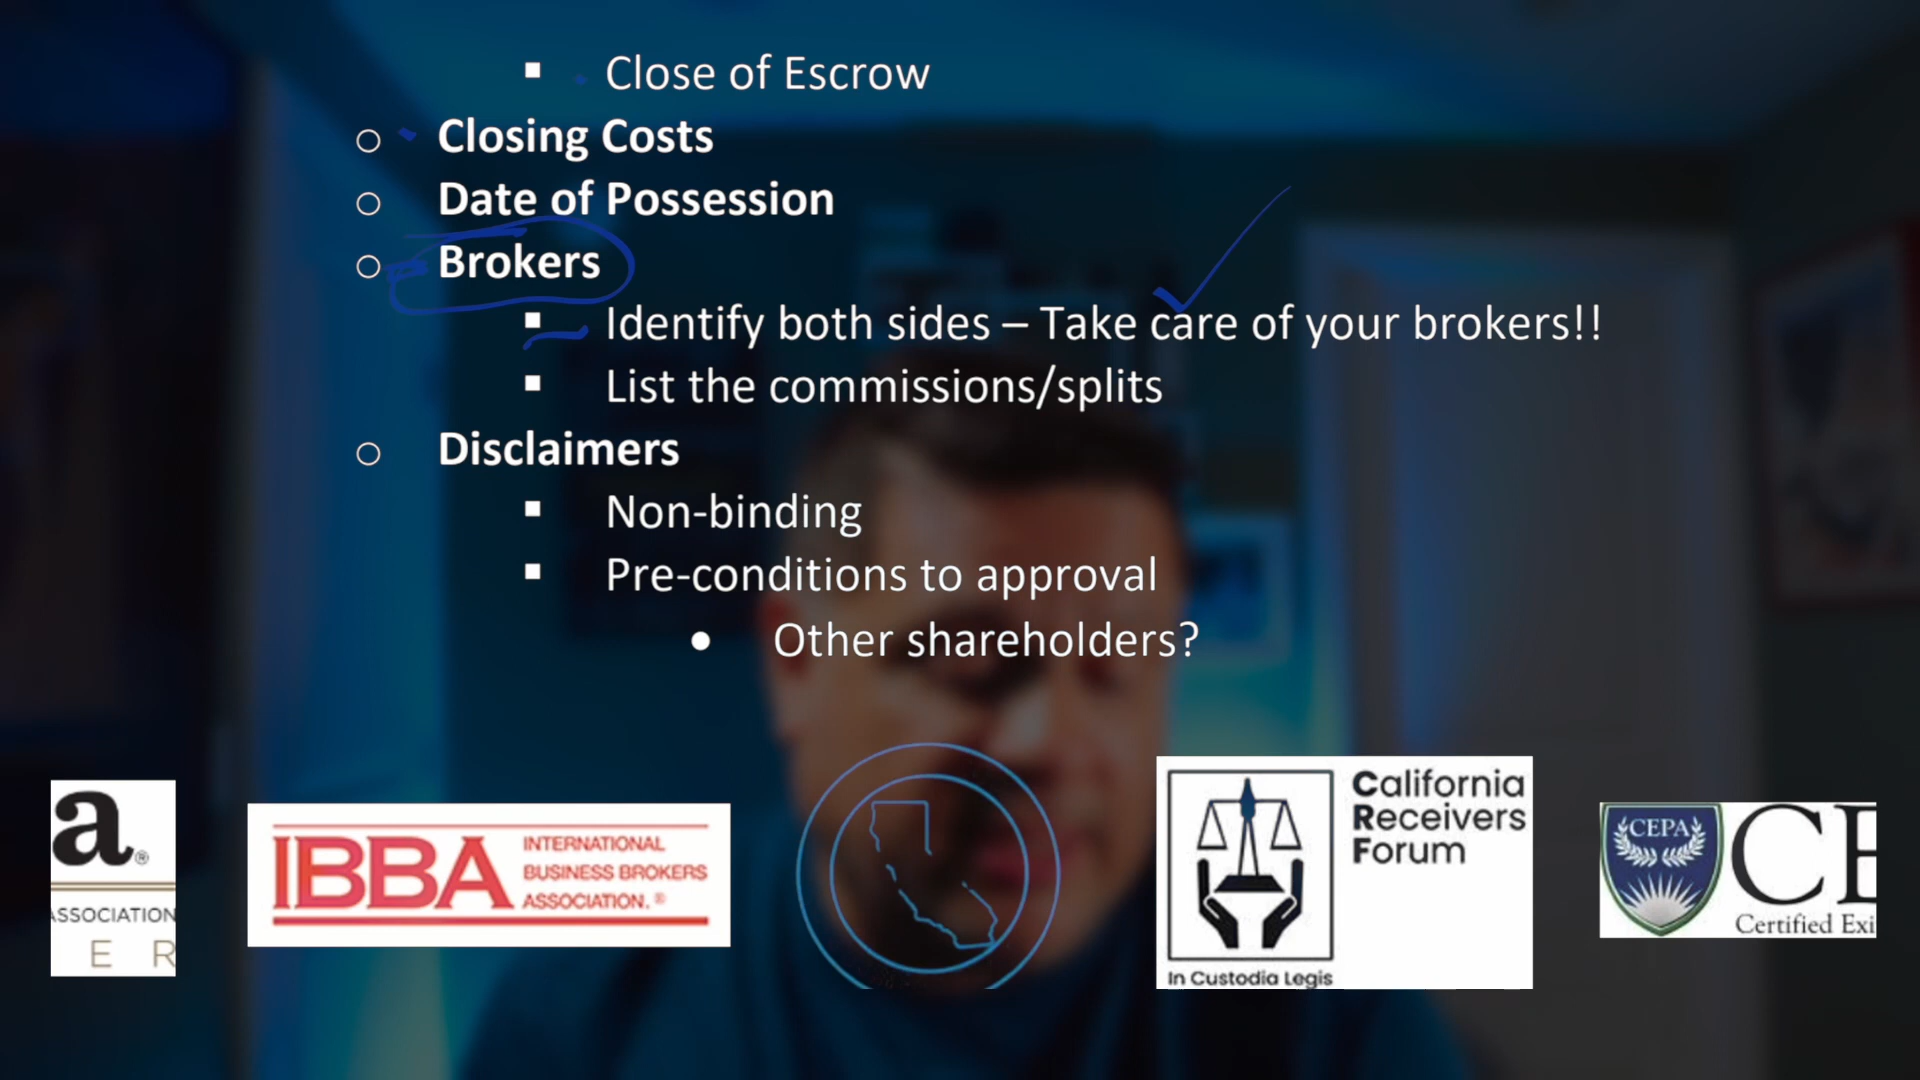 Close of Escrow
Closing Costs
Date of Possession
Brokers
Identify both sides – Take care of your brokers!!
List the commissions/splits
Disclaimers
Non-binding
Pre-conditions to approval
Other shareholders?
a®
ASSOCIATION
E R
IBBA INTERNATIONAL
BUSINESS BROKERS
ASSOCIATION.®
California
Receivers
Forum
In Custodia Legis
CEPA
CE
Certified Exi